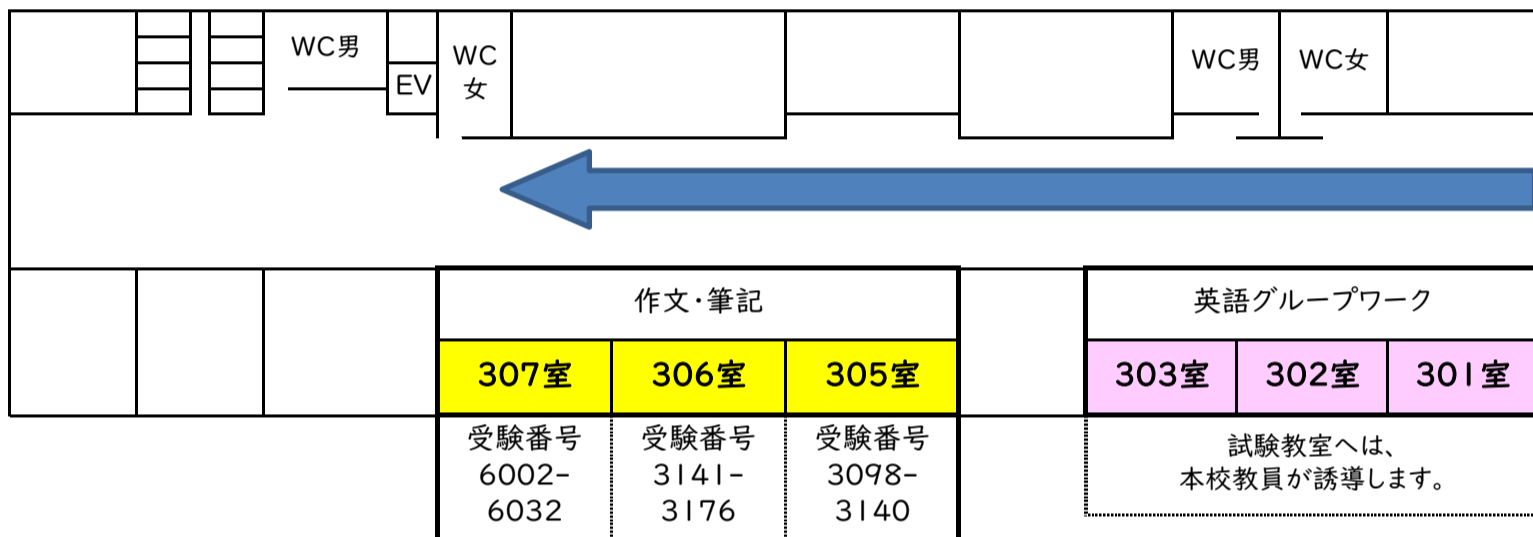 WC男
EV
WC
女
WC男
WC女
作文・筆記
英語グループワーク
307室
306室
305室
303室
302室
301室
受験番号
6002-
6032
受験番号
3141-
3176
受験番号
3098-
3140
試験教室へは、
本校教員が誘導します。